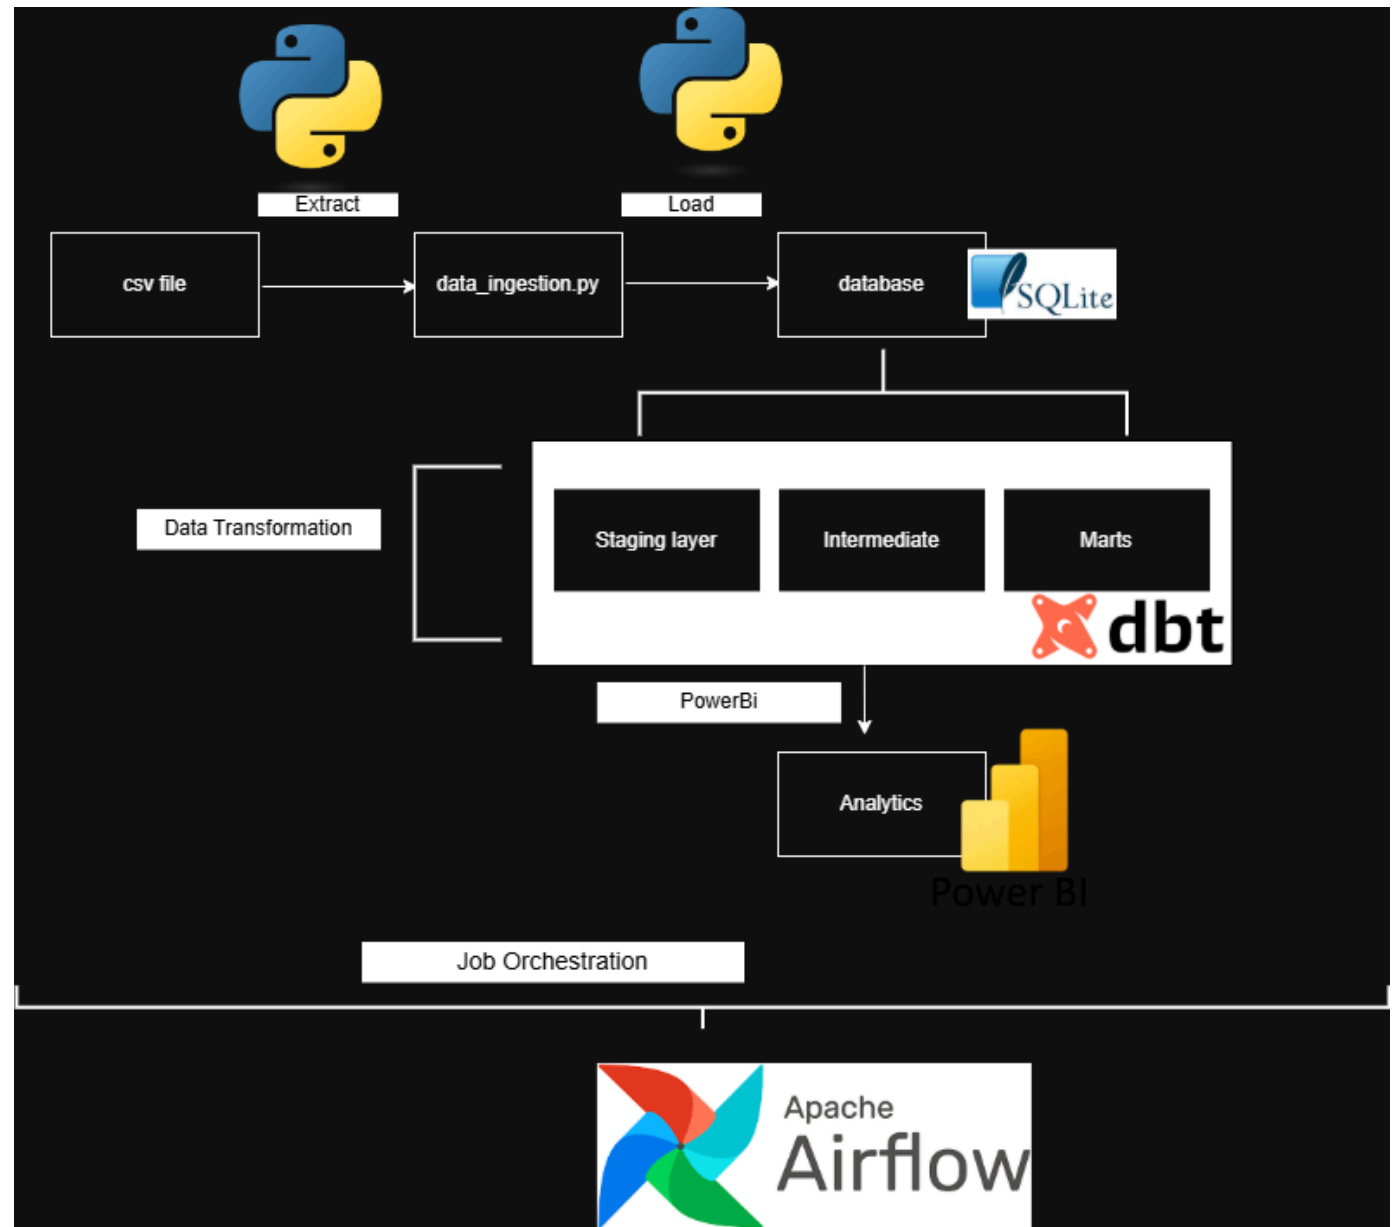 Extract
Load
csv file
data_ingestion.py
database
SQLite
Data Transformation
Staging layer
Intermediate
Marts
dbt
PowerBi
Analytics
Power BI
Job Orchestration
Apache
Airflow